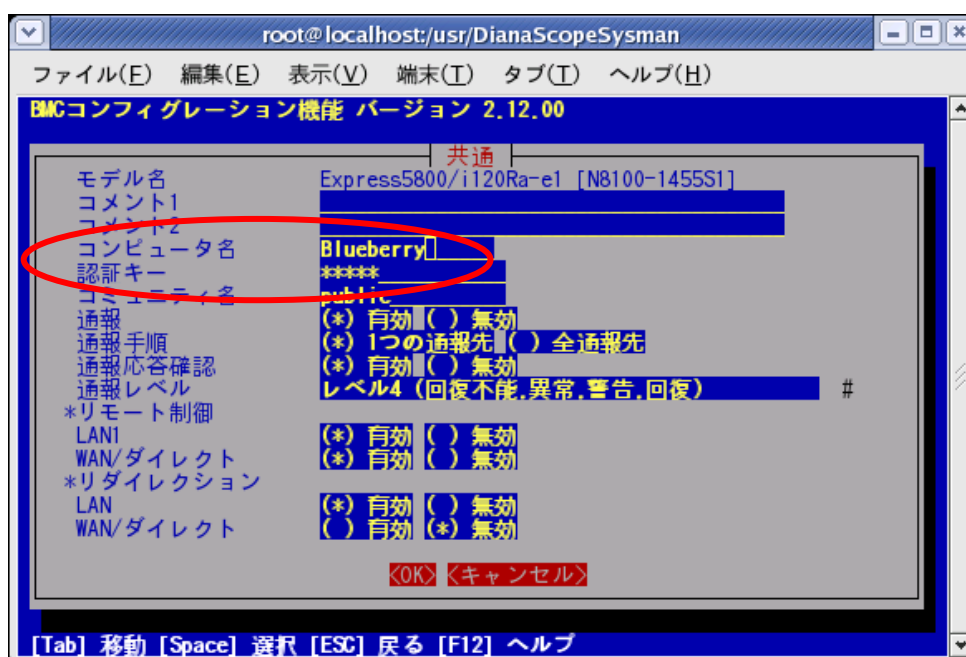 root@localhost:/usr/DianaScopeSysman
ファイル(F) 編集(E) 表示(V) 端末(T) タブ(T) ヘルプ(H)
BMCコンフィグレーション機能 バージョン 2.12.00
共通
モデル名 Express5800/i120Ra-e1 [N8100-1455S1]
コメント1
コメント2
コンピュータ名 Blueberry
認証キー *****
コミュニティ名 public
通報 (*) 有効 ( ) 無効
通報手順 (*) 1つの通報先 ( ) 全通報先
通報応答確認 (*) 有効 ( ) 無効
通報レベル レベル4 (回復不能,異常,警告,回復) #
*リモート制御
LAN1 (*) 有効 ( ) 無効
WAN/ダイレクト (*) 有効 ( ) 無効
*リダイレクション
LAN (*) 有効 ( ) 無効
WAN/ダイレクト ( ) 有効 (*) 無効
<OK> <キャンセル>
[Tab] 移動 [Space] 選択 [ESC] 戻る [F12] ヘルプ